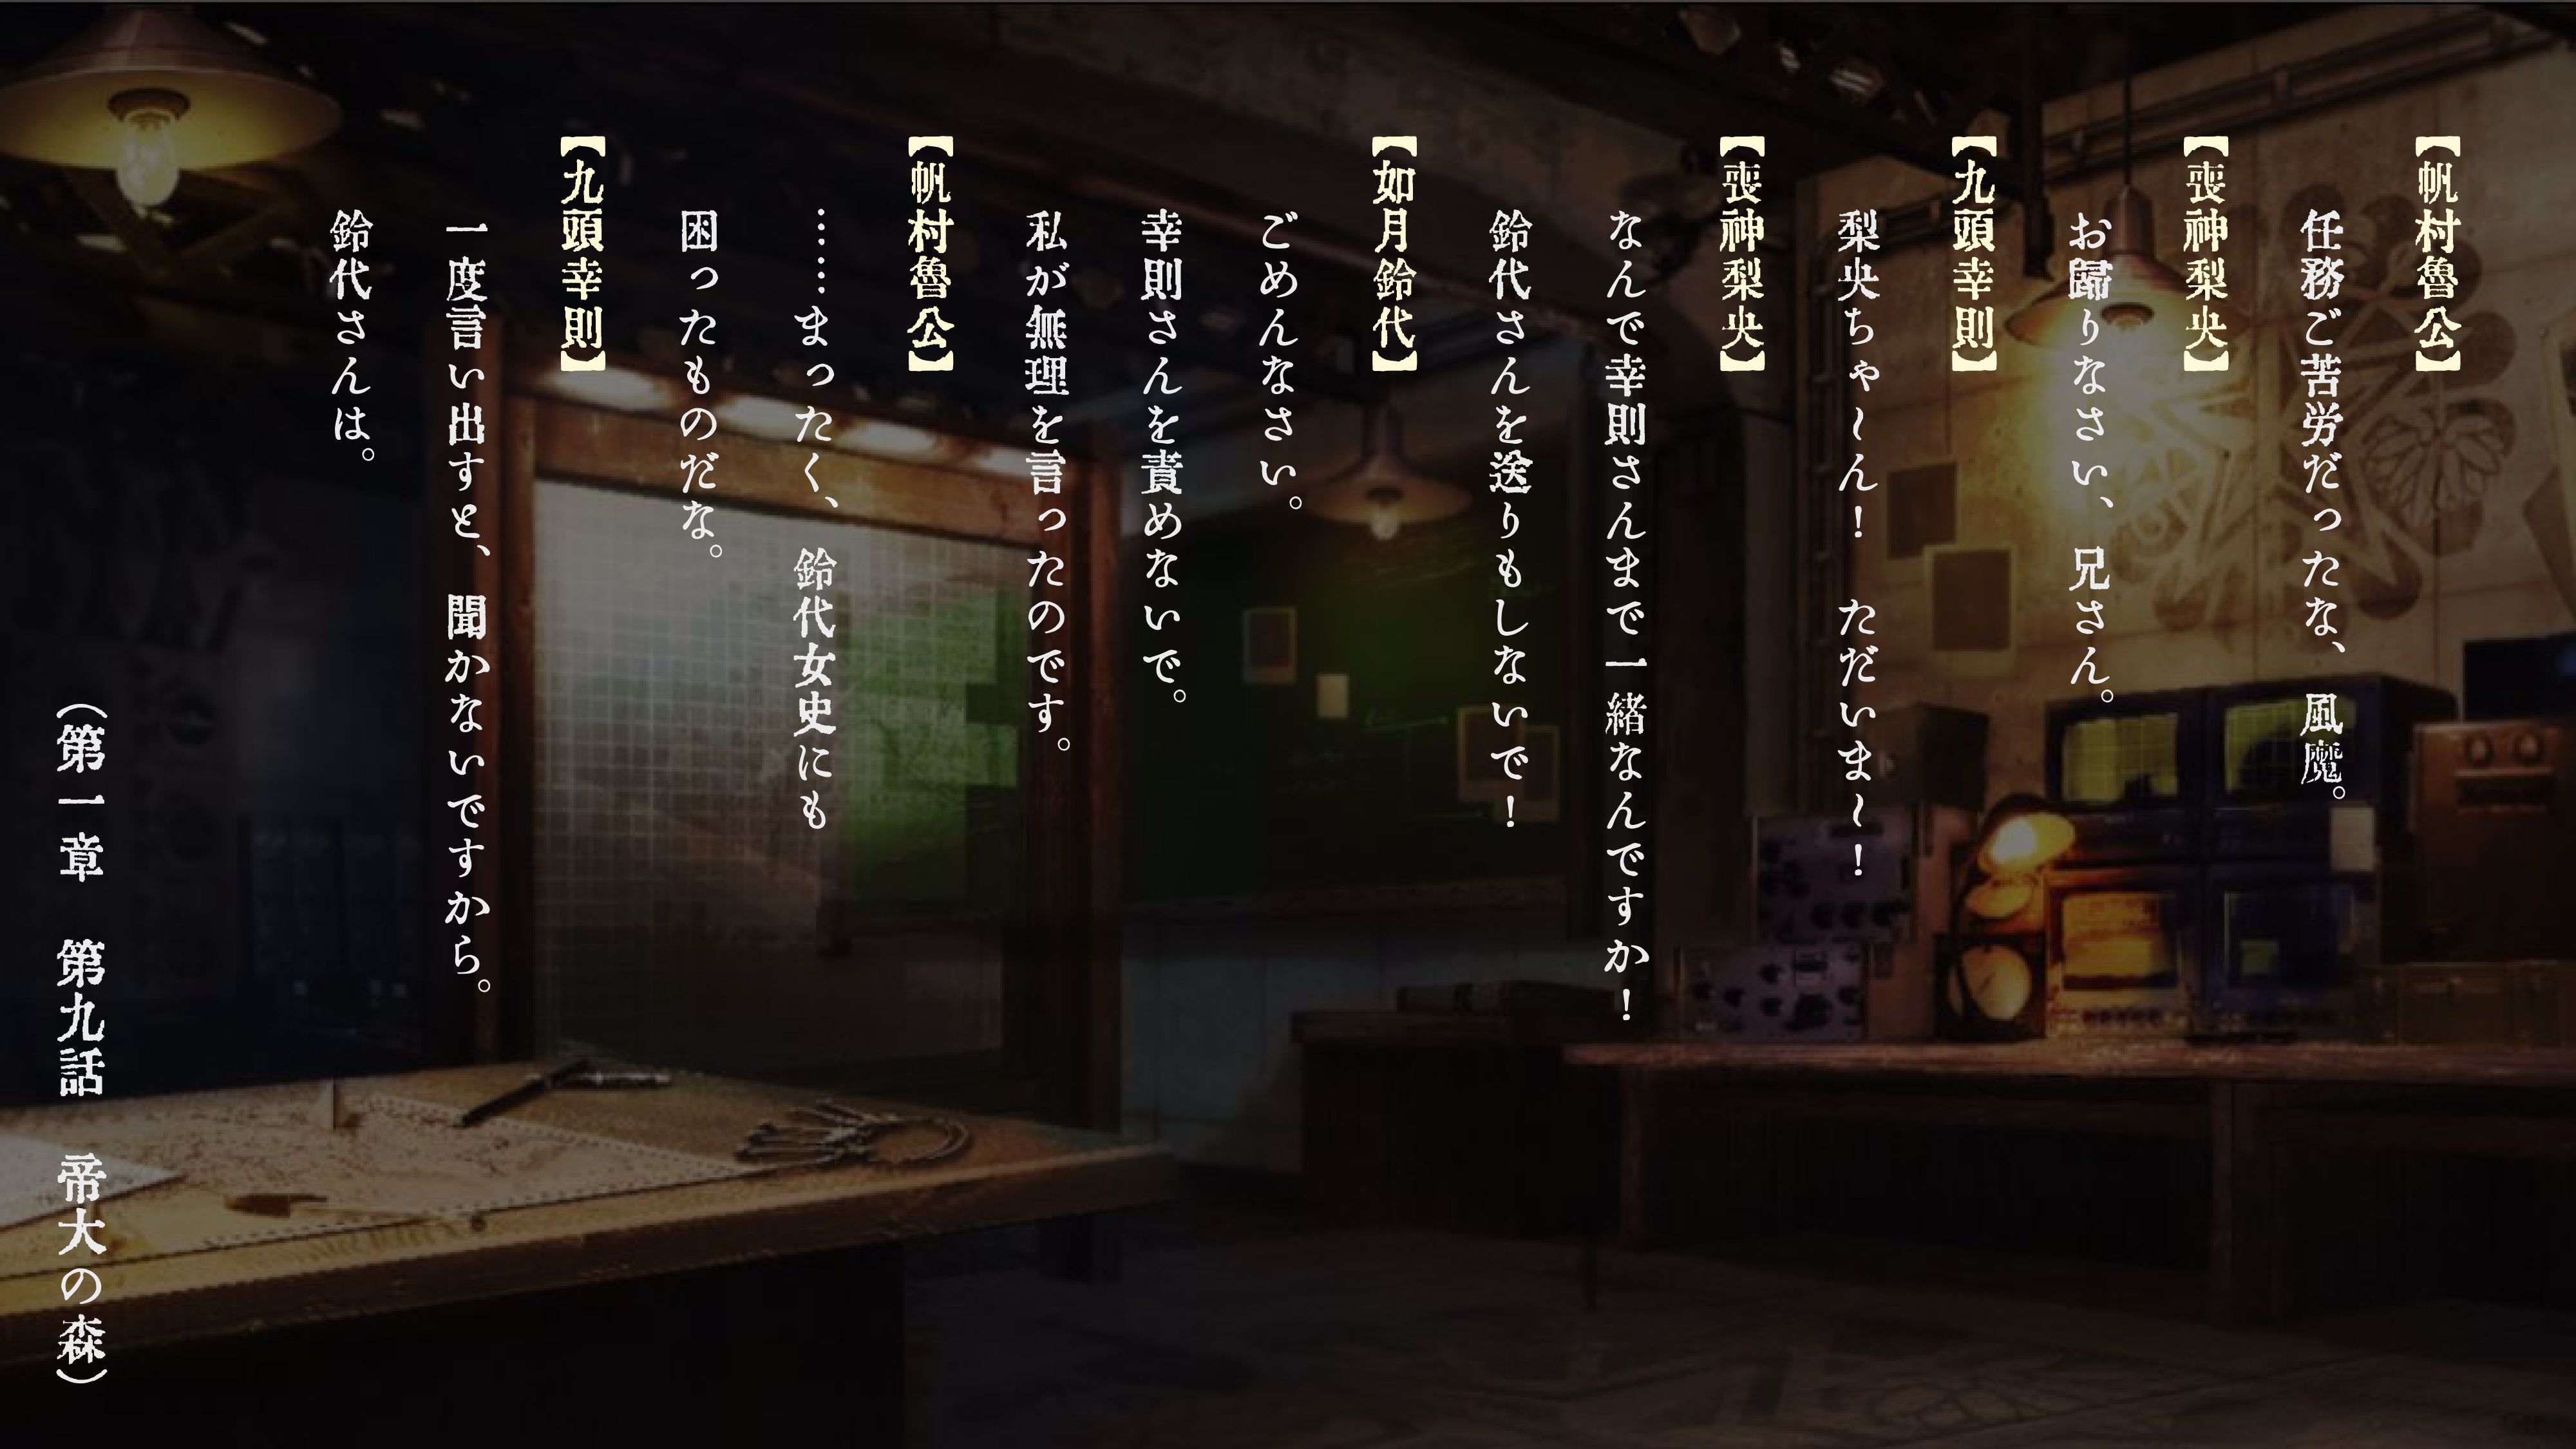 【帆村魯公】
任務ご苦労だったな、風魔。
【喪神梨央】
お歸りなさい、兄さん。
【九頭幸則】
梨央ちゃ〜ん！　ただいま〜！
【喪神梨央】
なんで幸則さんまで一緒なんですか！
鈴代さんを送りもしないで！
【如月鈴代】
ごめんなさい。
幸則さんを責めないで。
私が無理を言ったのです。
【帆村魯公】
……まったく、鈴代女史にも
困ったものだな。
【九頭幸則】
一度言い出すと、聞かないですから。
鈴代さんは。
（第一章　第九話　帝大の森）